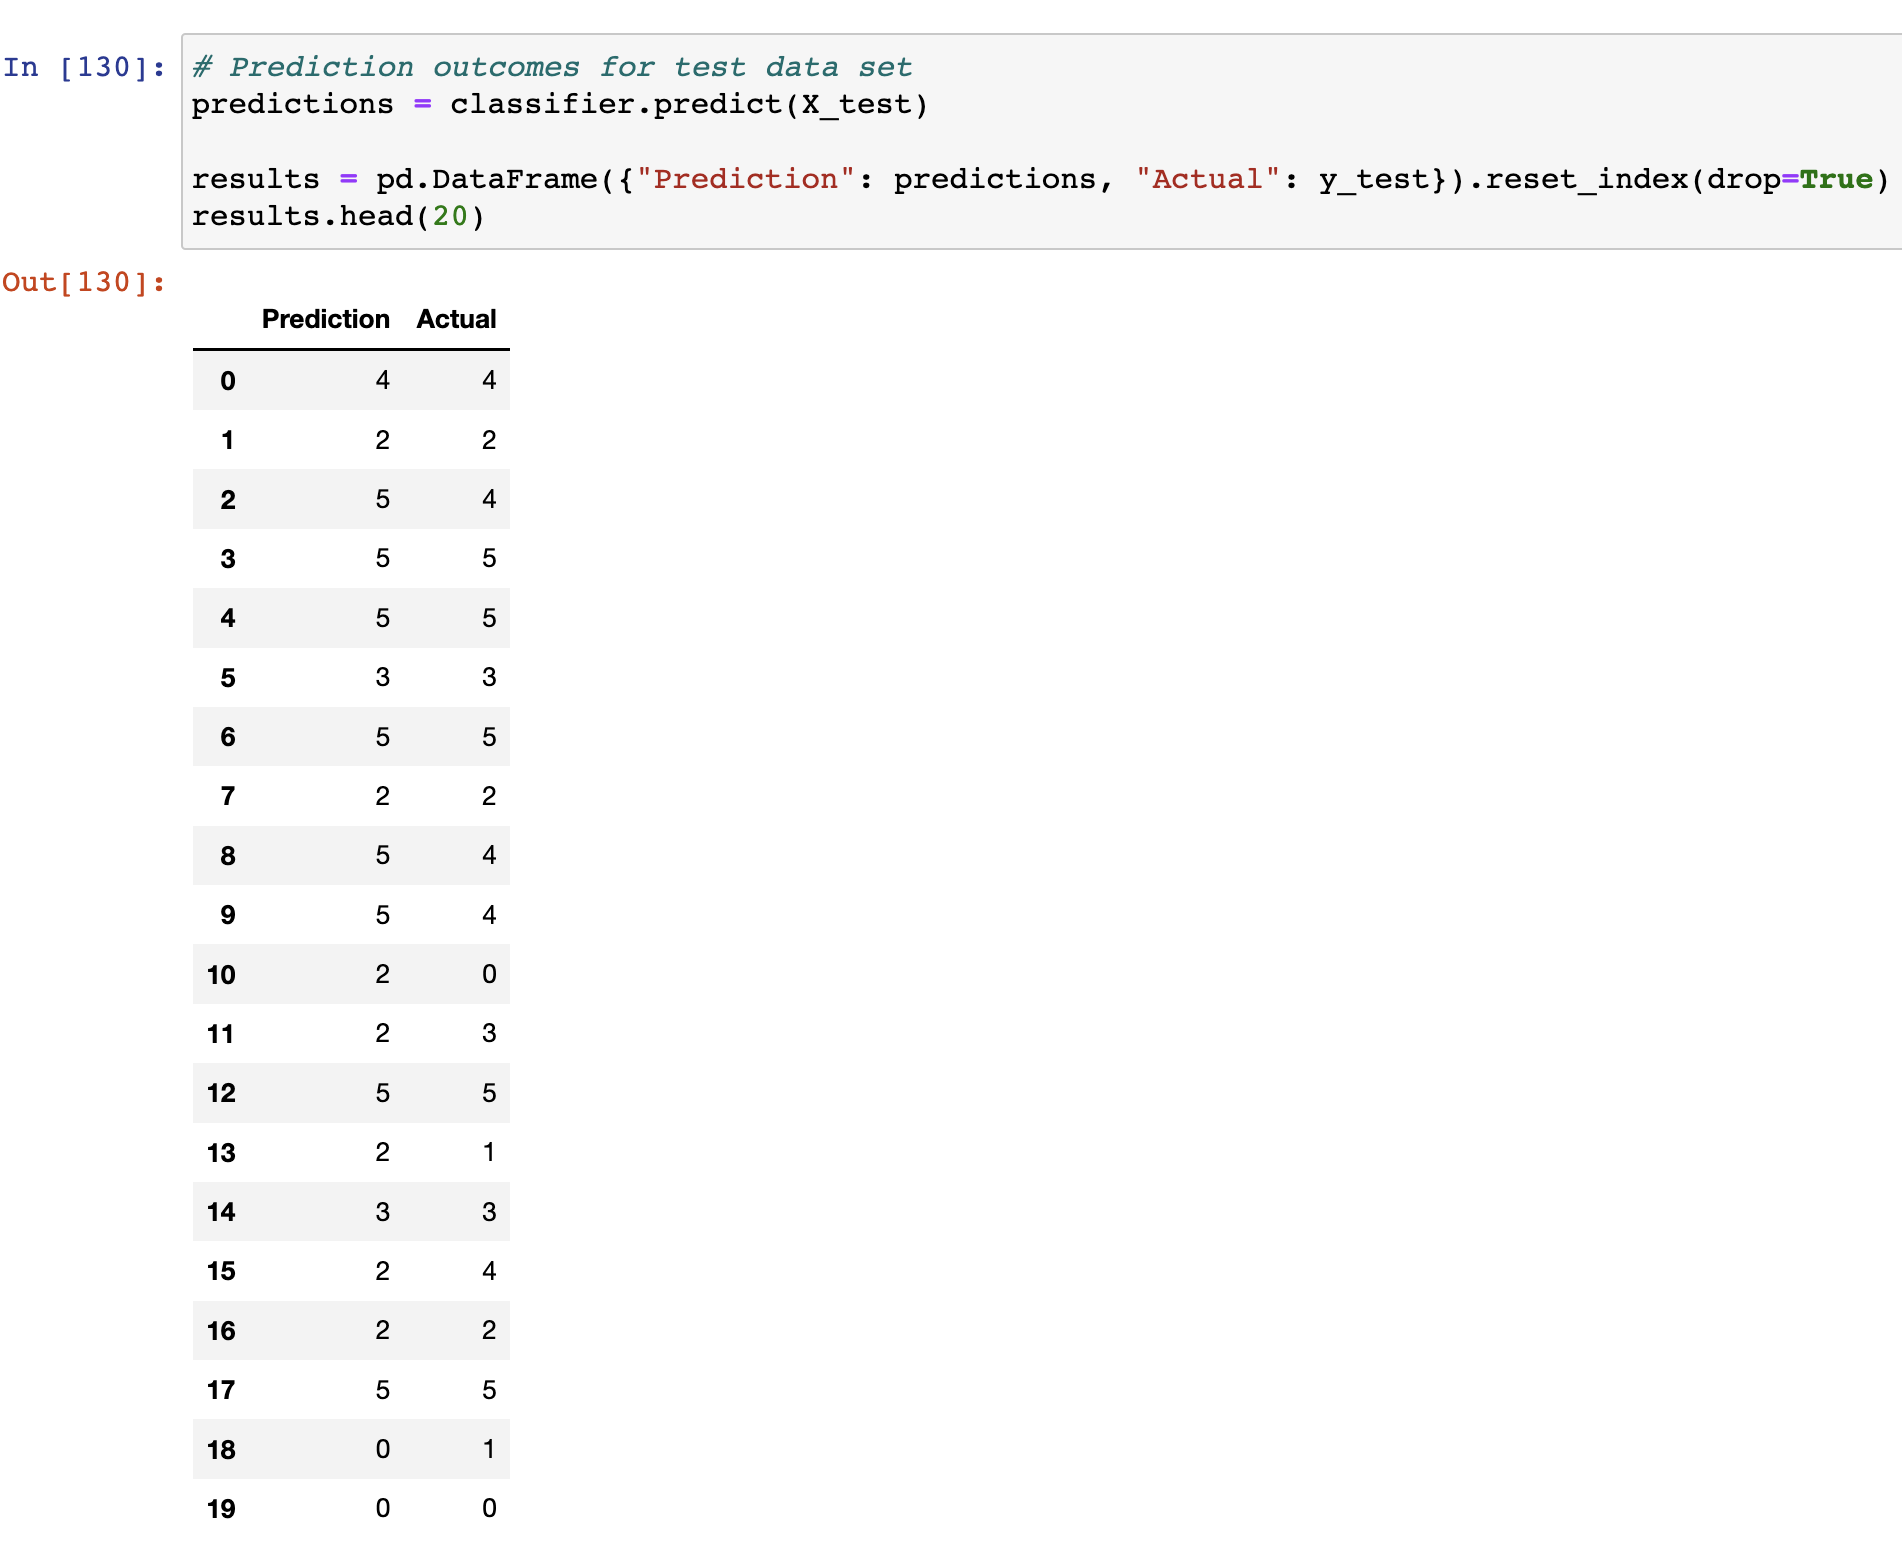 In [130]: # Prediction outcomes for test data set
predictions = classifier.predict(X_test)
results = pd.DataFrame({"Prediction": predictions, "Actual": y_test}).reset_index(drop=True)
results.head(20)
Out[130]:
Prediction Actual
0 4 4
1 2 2
2 5 4
3 5 5
4 5 5
5 3 3
6 5 5
7 2 2
8 5 4
9 5 4
10 2 0
11 2 3
12 5 5
13 2 1
14 3 3
15 2 4
16 2 2
17 5 5
18 0 1
19 0 0